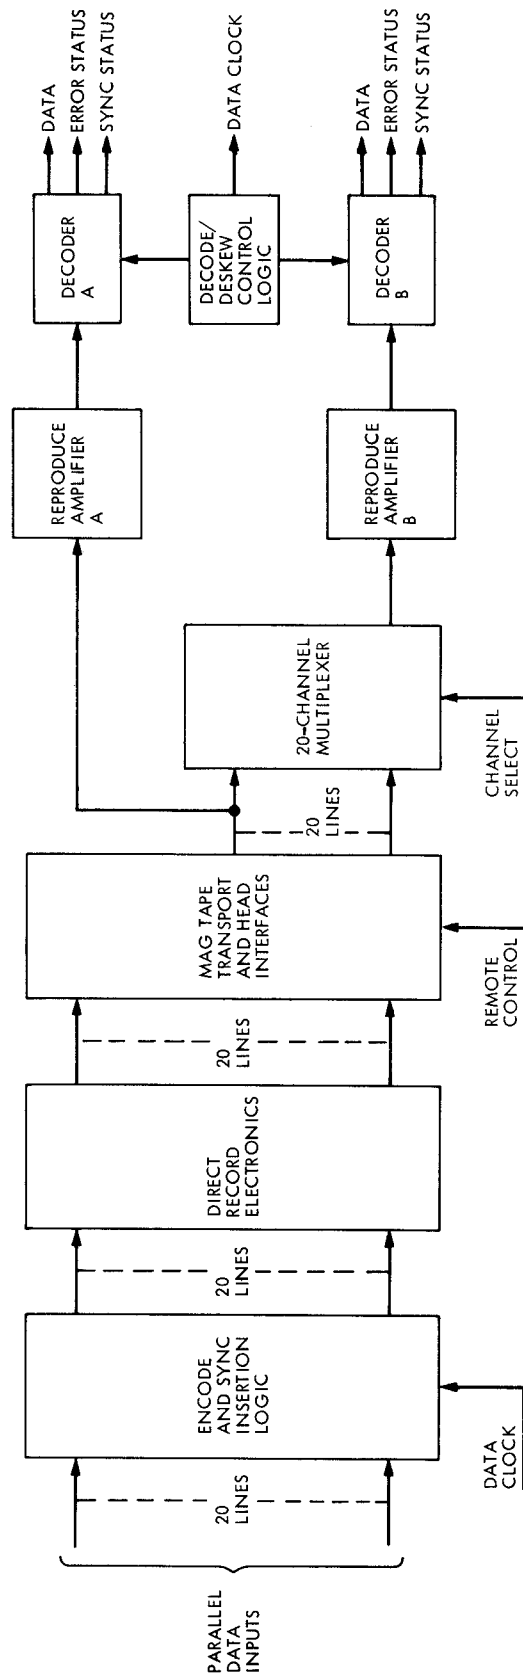 PARALLEL
DATA
INPUTS
20
LINES
DATA
CLOCK
ENCODE
AND SYNC
INSERTION
LOGIC
20
LINES
DIRECT
RECORD
ELECTRONICS
20
LINES
MAG TAPE
TRANSPORT
AND HEAD
INTERFACES
REMOTE
CONTROL
20
LINES
20-CHANNEL
MULTIPLEXER
CHANNEL
SELECT
REPRODUCE
AMPLIFIER
A
REPRODUCE
AMPLIFIER
B
DECODER
A
DECODE/
DESKEW
CONTROL
LOGIC
DECODER
B
DATA
ERROR STATUS
SYNC STATUS
DATA CLOCK
DATA
ERROR STATUS
SYNC STATUS